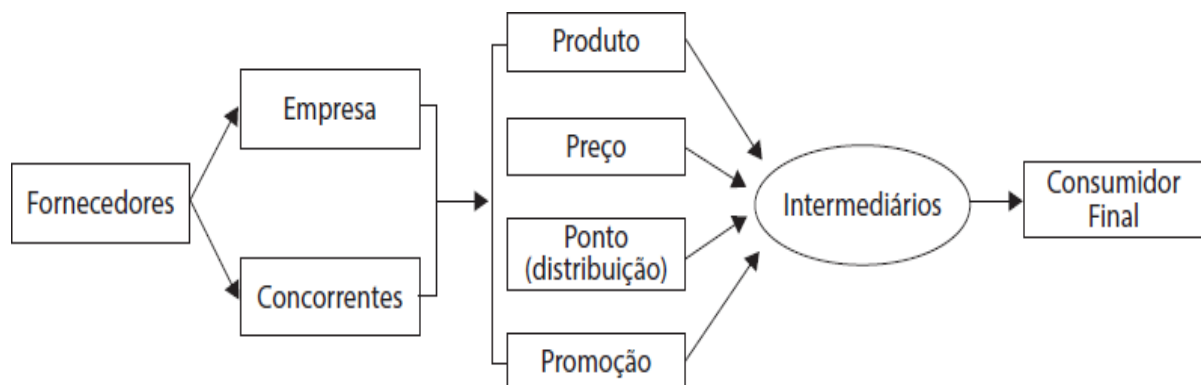 Fornecedores
Empresa
Concorrentes
Produto
Preço
Ponto
(distribuição)
Promoção
Intermediários
Consumidor
Final